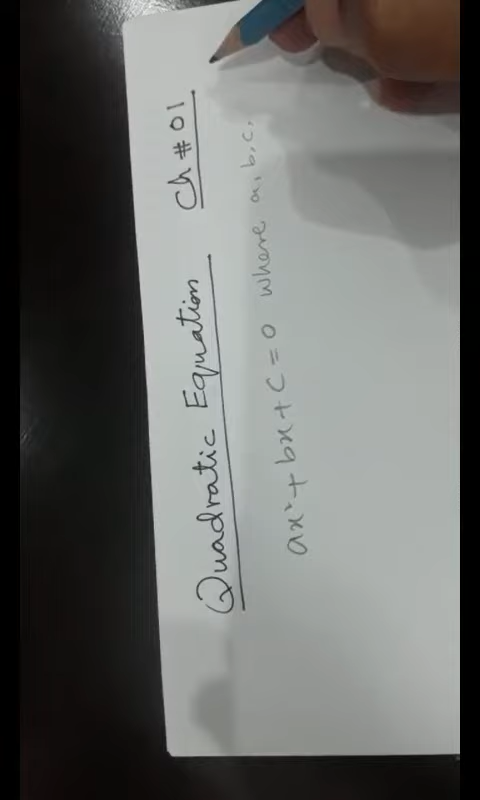 Quadratic Equation Ch # 01
ax² + bx + c = 0 where a, b, c,